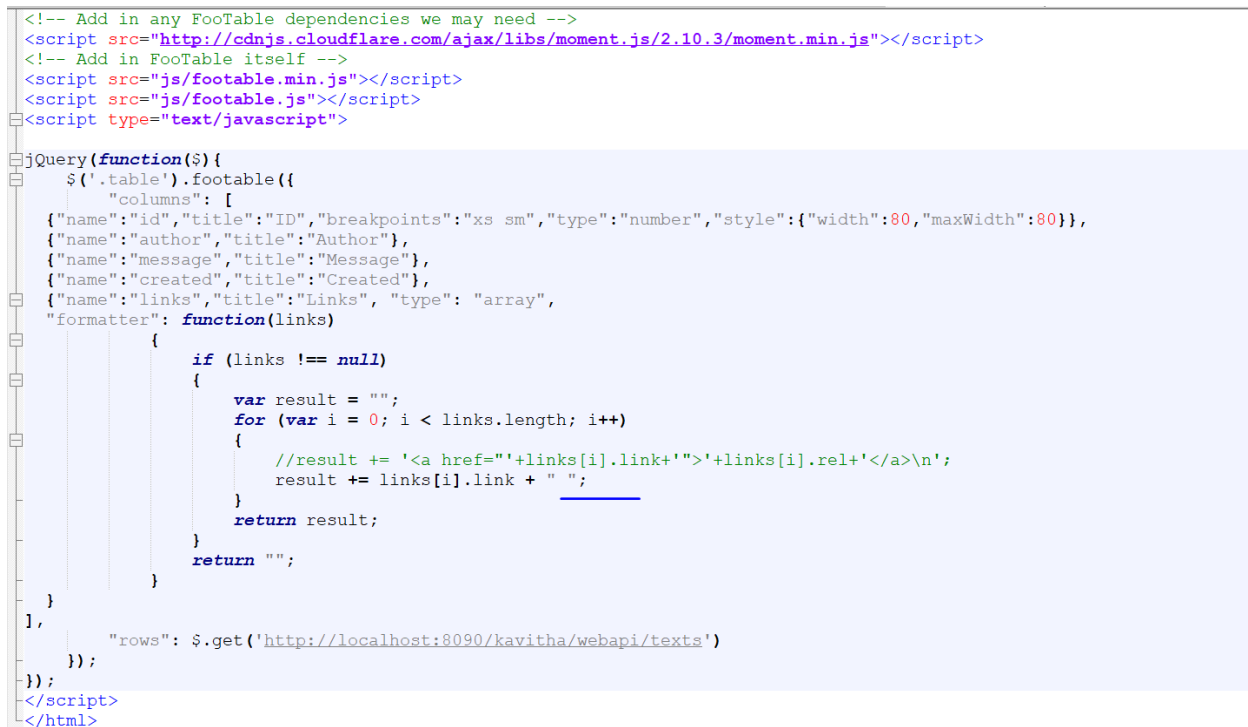 <!-- Add in any FooTable dependencies we may need -->
<script src="http://cdnjs.cloudflare.com/ajax/libs/moment.js/2.10.3/moment.min.js"></script>
<!-- Add in FooTable itself -->
<script src="js/footable.min.js"></script>
<script src="js/footable.js"></script>
<script type="text/javascript">
jQuery(function($){
    $('.table').footable({
        "columns": [
  {"name":"id","title":"ID","breakpoints":"xs sm","type":"number","style":{"width":80,"maxWidth":80}},
  {"name":"author","title":"Author"},
  {"name":"message","title":"Message"},
  {"name":"created","title":"Created"},
  {"name":"links","title":"Links", "type": "array",
  "formatter": function(links)
            {
                if (links !== null)
                {
                    var result = "";
                    for (var i = 0; i < links.length; i++)
                    {
                        //result += '<a href="'+links[i].link+'">'+links[i].rel+'</a>\n';
                        result += links[i].link + " ";
                    }
                    return result;
                }
                return "";
            }
  }
],
        "rows": $.get('http://localhost:8090/kavitha/webapi/texts')
    });
});
</script>
</html>